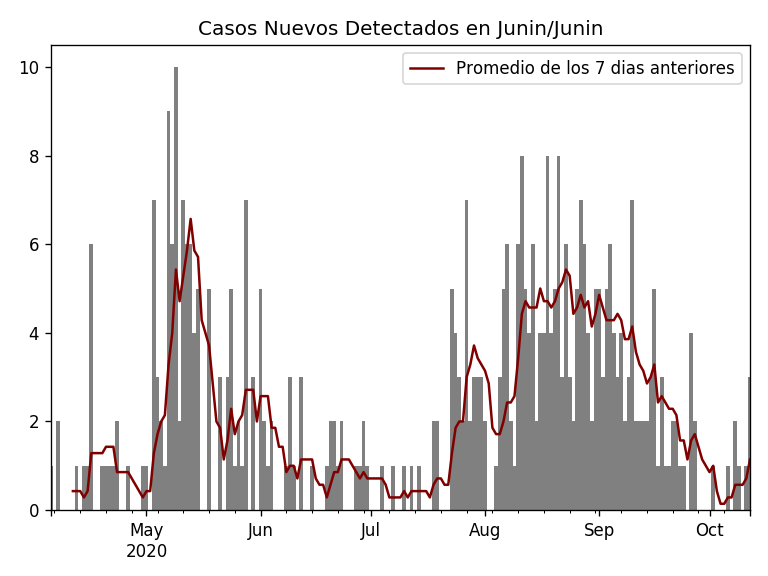 Casos Nuevos Detectados en Junin/Junin
Promedio de los 7 dias anteriores
10
8
6
4
2
0
May Jun Jul Aug Sep Oct
2020